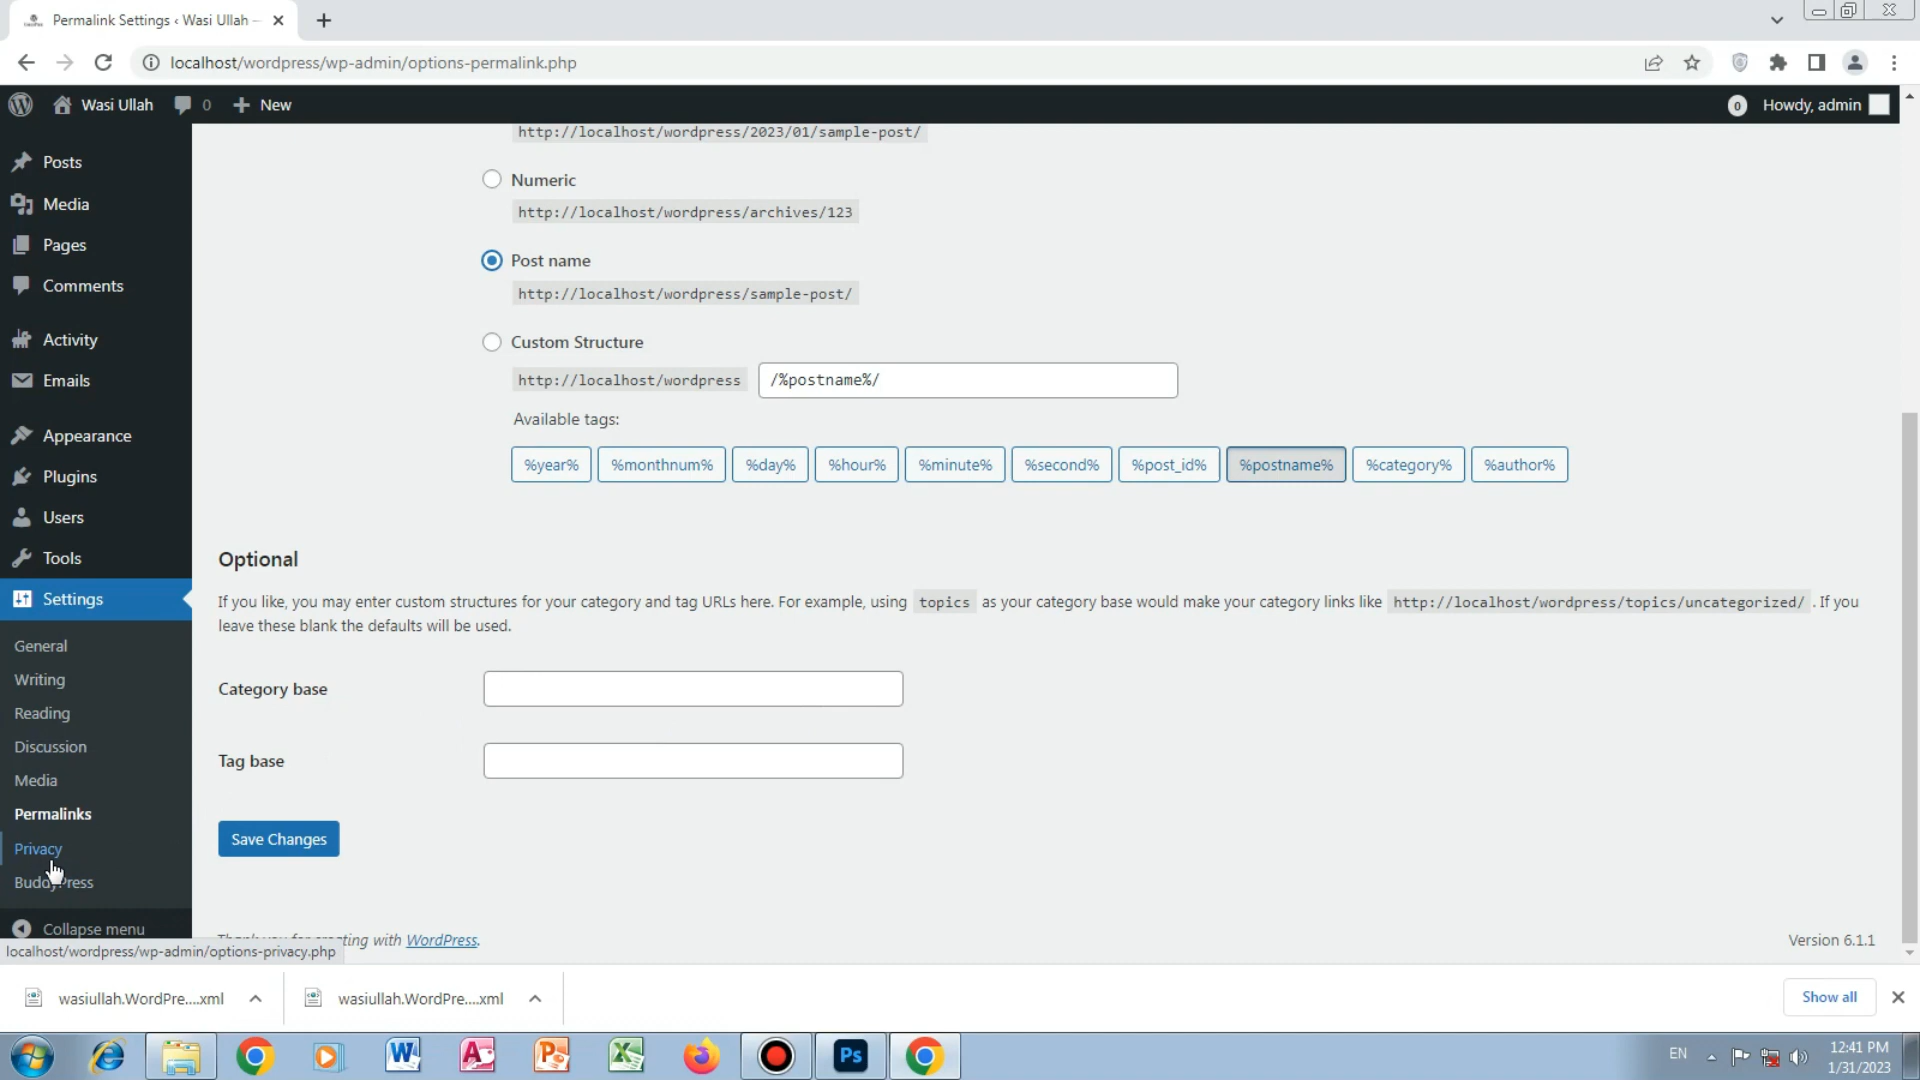 Permalink Settings ‹ Wasi Ullah —
localhost/wordpress/wp-admin/options-permalink.php
Wasi Ullah 0 New 0 Howdy, admin
http://localhost/wordpress/2023/01/sample-post/
Posts
Numeric
Media
http://localhost/wordpress/archives/123
Pages
Post name
Comments
http://localhost/wordpress/sample-post/
Activity
Custom Structure
Emails
http://localhost/wordpress /%postname%/
Available tags:
Appearance
%year% %monthnum% %day% %hour% %minute% %second% %post_id% %postname% %category% %author%
Plugins
Users
Tools
Optional
Settings
If you like, you may enter custom structures for your category and tag URLs here. For example, using topics as your category base would make your category links like http://localhost/wordpress/topics/uncategorized/ . If you
leave these blank the defaults will be used.
General
Writing
Category base
Reading
Discussion
Tag base
Media
Permalinks
Save Changes
Privacy
BuddyPress
Collapse menu
Thank you for creating with WordPress.
Version 6.1.1
localhost/wordpress/wp-admin/options-privacy.php
wasiullah.WordPre....xml
wasiullah.WordPre....xml
Show all
EN
12:41 PM
1/31/2023
Ps